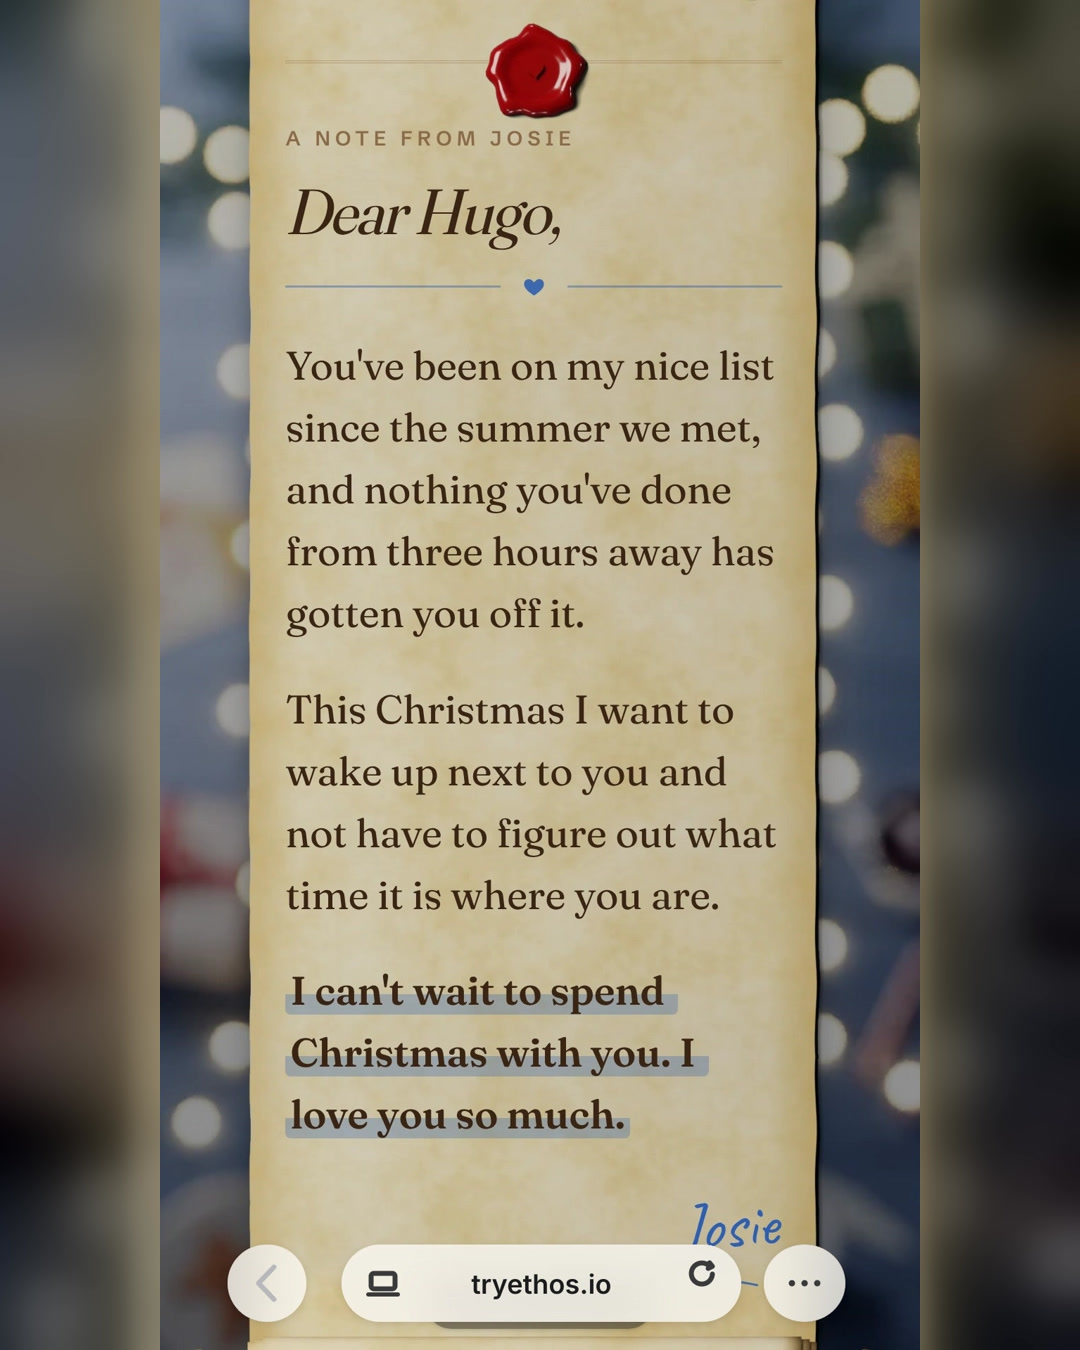 A NOTE FROM JOSIE
Dear Hugo,
You've been on my nice list
since the summer we met,
and nothing you've done
from three hours away has
gotten you off it.
This Christmas I want to
wake up next to you and
not have to figure out what
time it is where you are.
I can't wait to spend
Christmas with you. I
love you so much.
Josie
tryethos.io